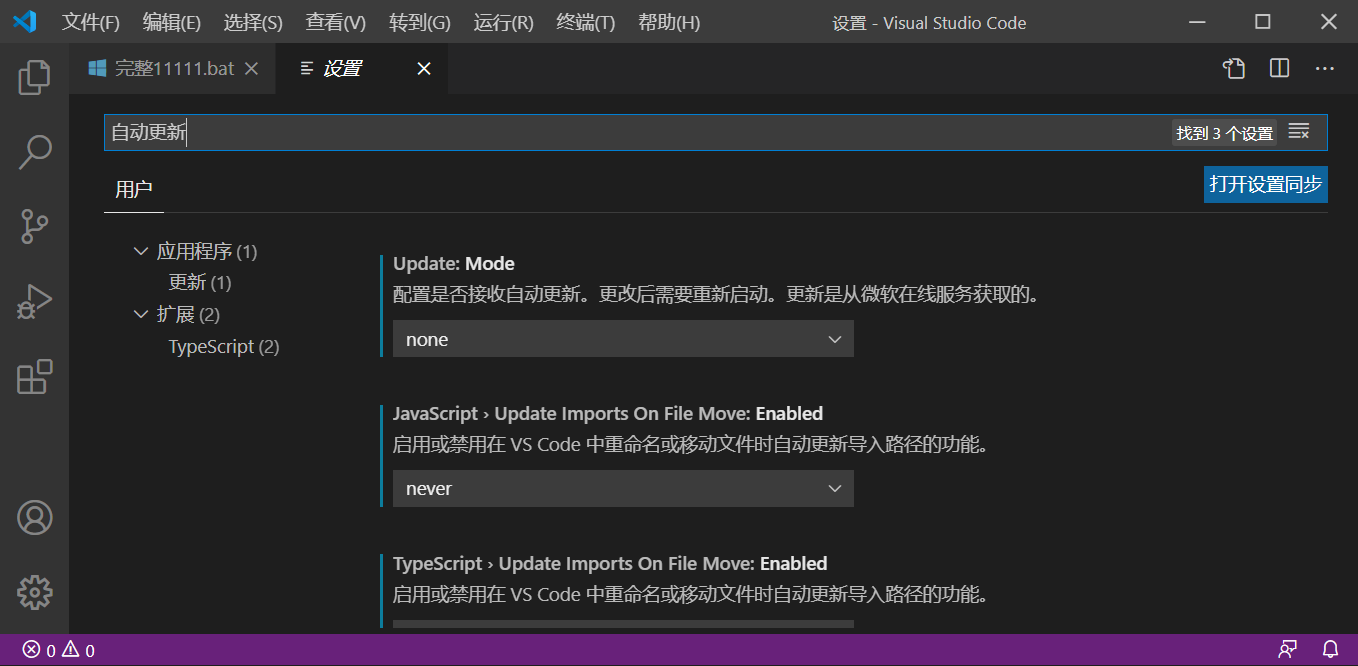 文件(F) 编辑(E) 选择(S) 查看(V) 转到(G) 运行(R) 终端(T) 帮助(H) 设置 - Visual Studio Code
完整11111.bat 设置
自动更新 找到 3 个设置
用户 打开设置同步
应用程序 (1)
更新 (1)
扩展 (2)
TypeScript (2)
Update: Mode
配置是否接收自动更新。更改后需要重新启动。更新是从微软在线服务获取的。
none
JavaScript › Update Imports On File Move: Enabled
启用或禁用在 VS Code 中重命名或移动文件时自动更新导入路径的功能。
never
TypeScript › Update Imports On File Move: Enabled
启用或禁用在 VS Code 中重命名或移动文件时自动更新导入路径的功能。
0 0